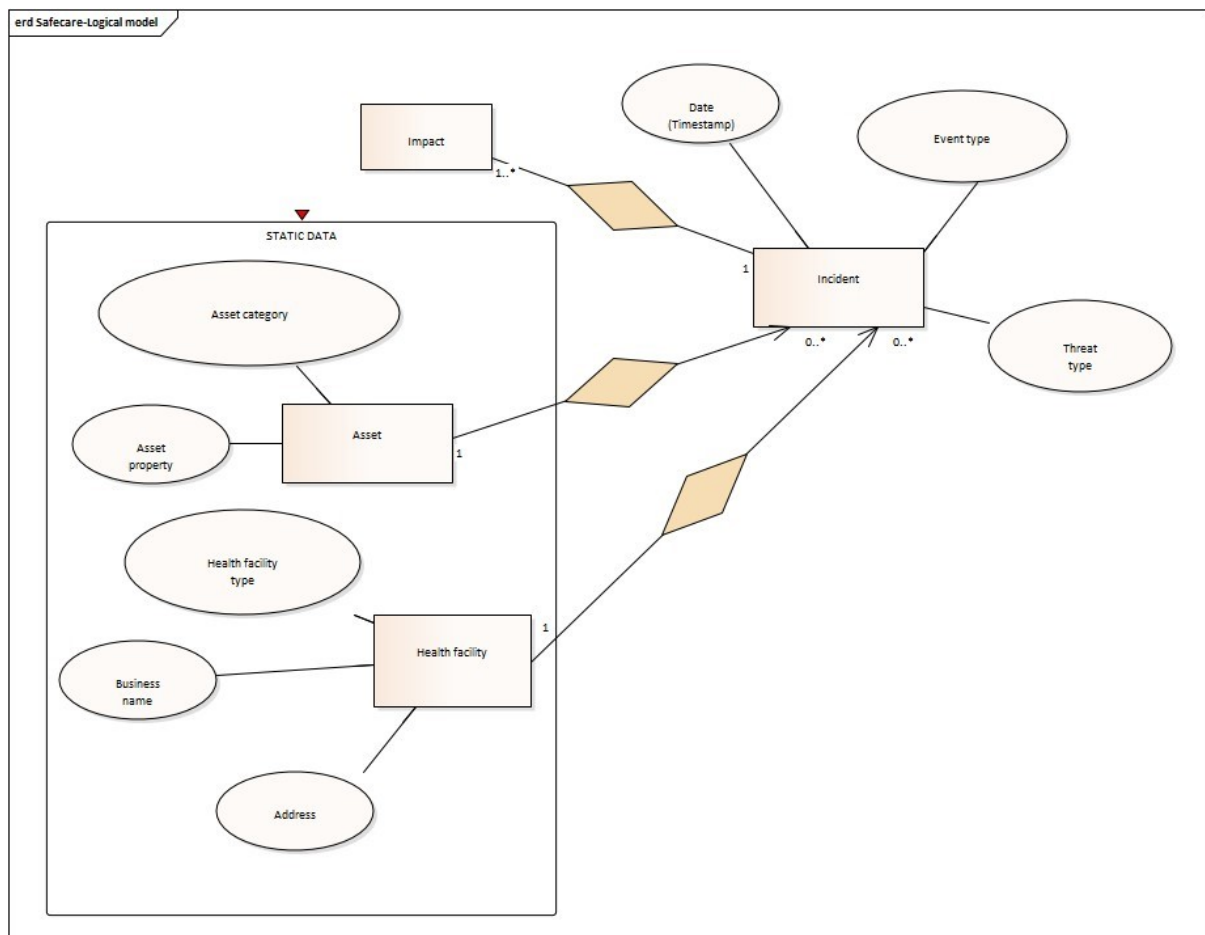 erd Safecare-Logical model
Date
(Timestamp)
Event type
Impact
1..*
STATIC DATA
1
Incident
Asset category
0..*
0..*
Threat
type
Asset
1
Asset
property
Health facility
type
1
Health facility
Business
name
Address